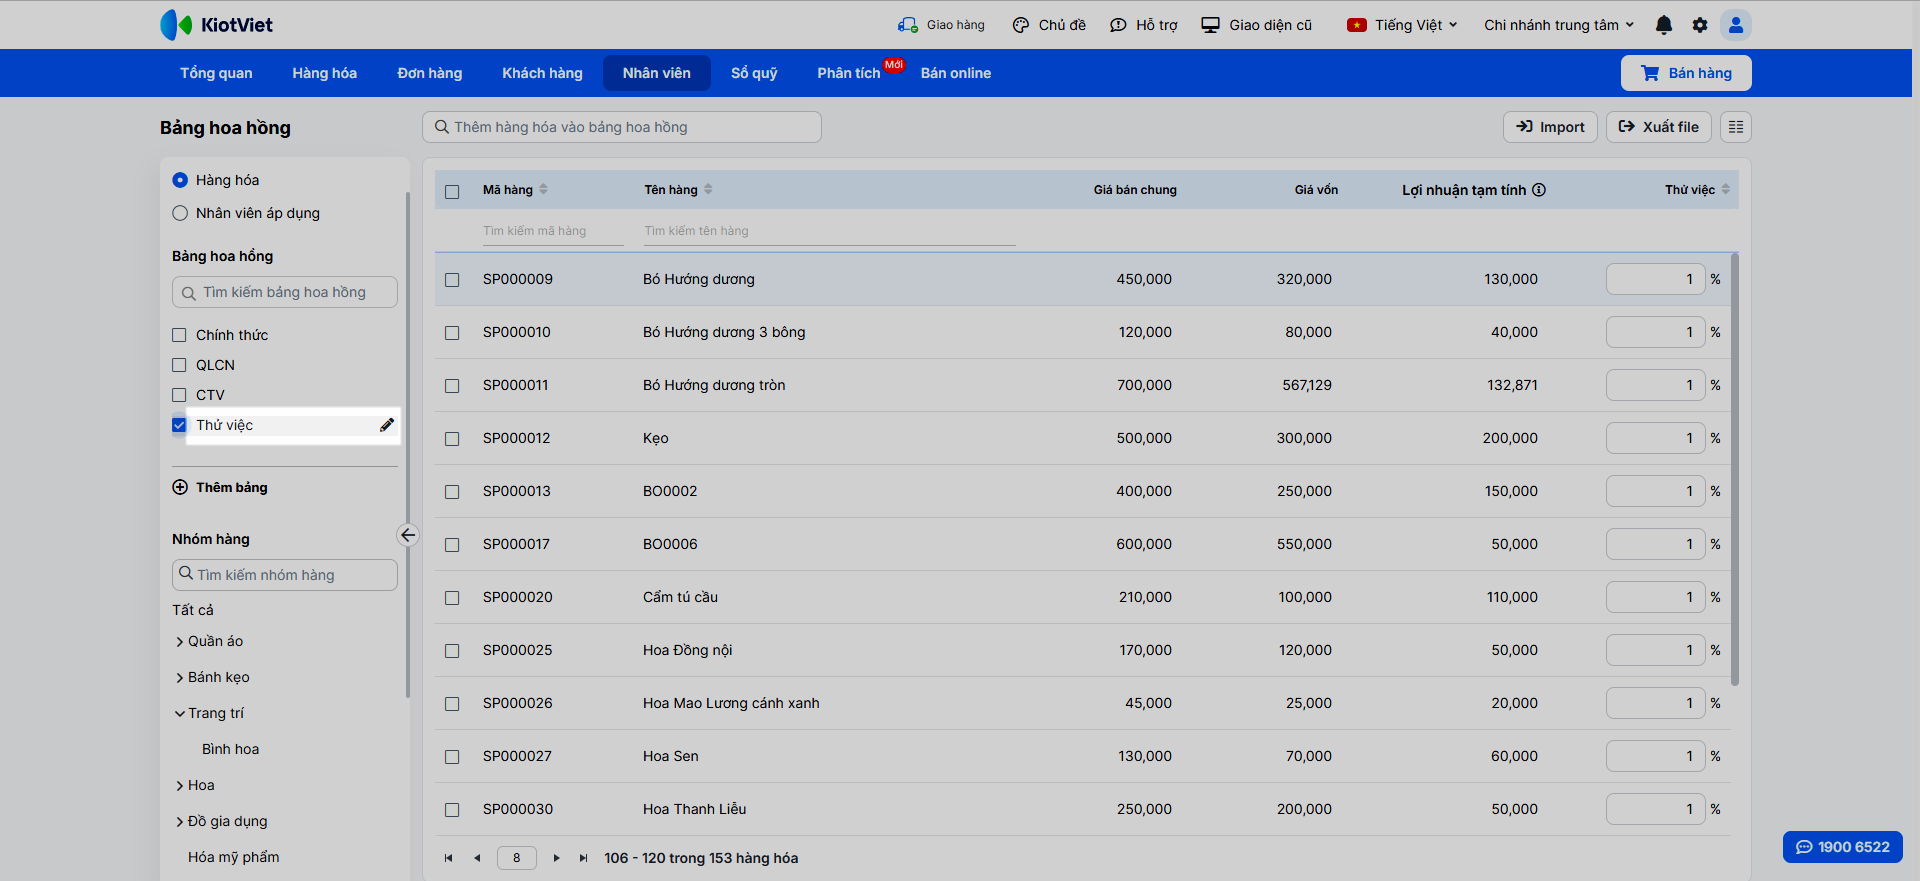 KiotViet
Giao hàng
Chủ đề
Hỗ trợ
Giao diện cũ
Tiếng Việt
Chi nhánh trung tâm
Tổng quan
Hàng hóa
Đơn hàng
Khách hàng
Nhân viên
Sổ quỹ
Phân tích
Mới
Bán online
Bán hàng
Bảng hoa hồng
Thêm hàng hóa vào bảng hoa hồng
Import
Xuất file
Hàng hóa
Nhân viên áp dụng
Bảng hoa hồng
Tìm kiếm bảng hoa hồng
Chính thức
QLCN
CTV
Thử việc
Thêm bảng
Nhóm hàng
Tìm kiếm nhóm hàng
Tất cả
Quần áo
Bánh kẹo
Trang trí
Bình hoa
Hoa
Đồ gia dụng
Hóa mỹ phẩm
Mã hàng Tên hàng Giá bán chung Giá vốn Lợi nhuận tạm tính Thử việc
Tìm kiếm mã hàng Tìm kiếm tên hàng
SP000009 Bó Hướng dương 450,000 320,000 130,000 1 %
SP000010 Bó Hướng dương 3 bông 120,000 80,000 40,000 1 %
SP000011 Bó Hướng dương tròn 700,000 567,129 132,871 1 %
SP000012 Kẹo 500,000 300,000 200,000 1 %
SP000013 BO0002 400,000 250,000 150,000 1 %
SP000017 BO0006 600,000 550,000 50,000 1 %
SP000020 Cẩm tú cầu 210,000 100,000 110,000 1 %
SP000025 Hoa Đồng nội 170,000 120,000 50,000 1 %
SP000026 Hoa Mao Lương cánh xanh 45,000 25,000 20,000 1 %
SP000027 Hoa Sen 130,000 70,000 60,000 1 %
SP000030 Hoa Thanh Liễu 250,000 200,000 50,000 1 %
8 106 - 120 trong 153 hàng hóa
1900 6522